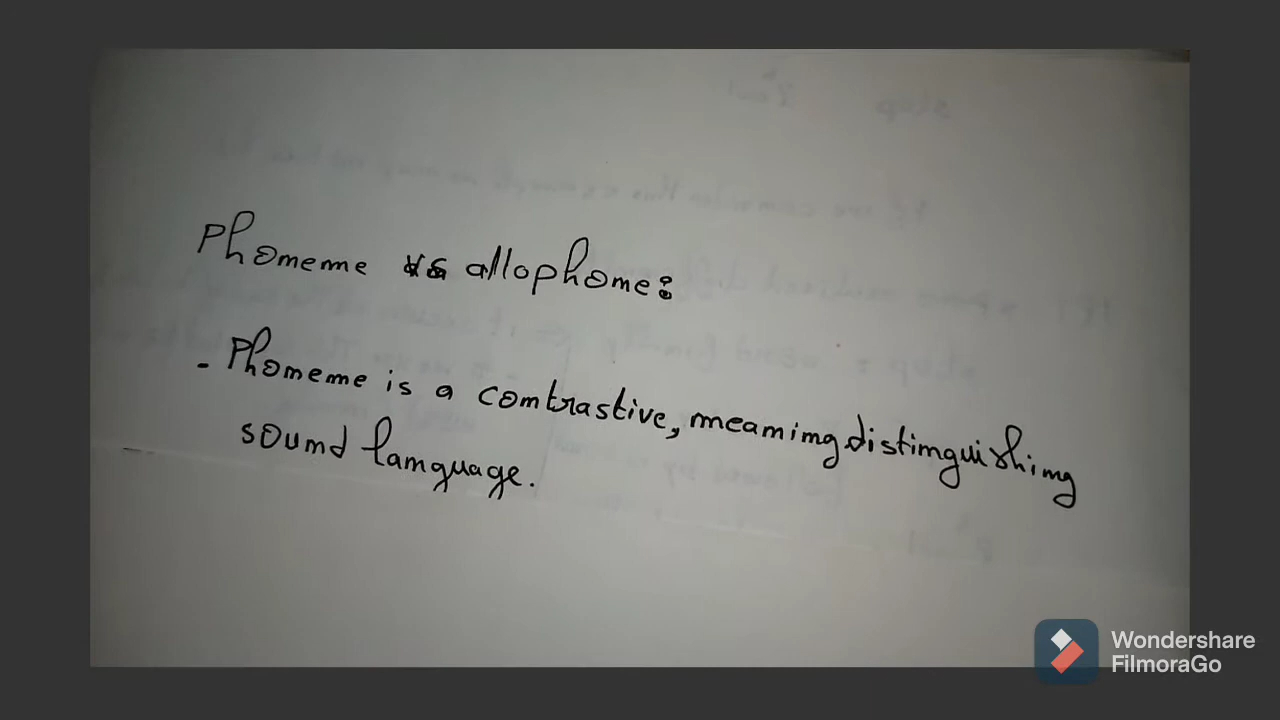 Phoneme vs allophone:
- Phoneme is a contrastive, meaning distinguishing
sound language.
Wondershare
FilmoraGo